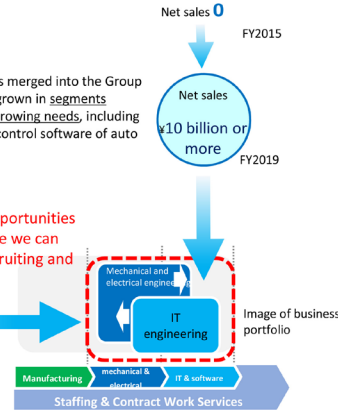 Net sales 0
FY2015
s merged into the Group
grown in segments
rowing needs, including
control software of auto
Net sales
¥10 billion or
more
FY2019
portunities
e we can
ruiting and
Mechanical and
electrical engineering
IT
engineering
Image of business
portfolio
Manufacturing
mechanical &
electrical
IT & software
Staffing & Contract Work Services